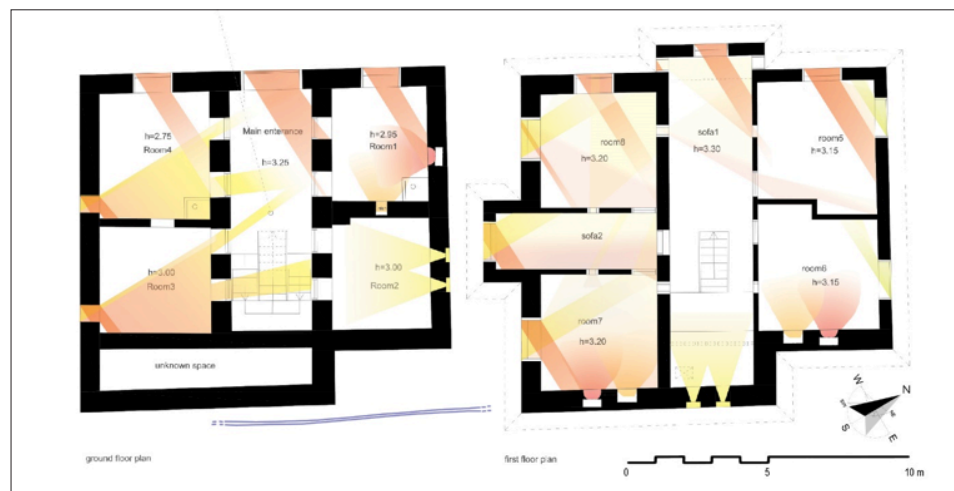 h=2.75
Room4
Main enterance
h=3.25
h=2.95
Room1
h=3.00
Room3
h=3.00
Room2
unknown space
ground floor plan
room8
h=3.20
sofa1
h=3.30
room5
h=3.15
sofa2
room6
h=3.15
room7
h=3.20
first floor plan
W
N
S
E
0 5 10 m